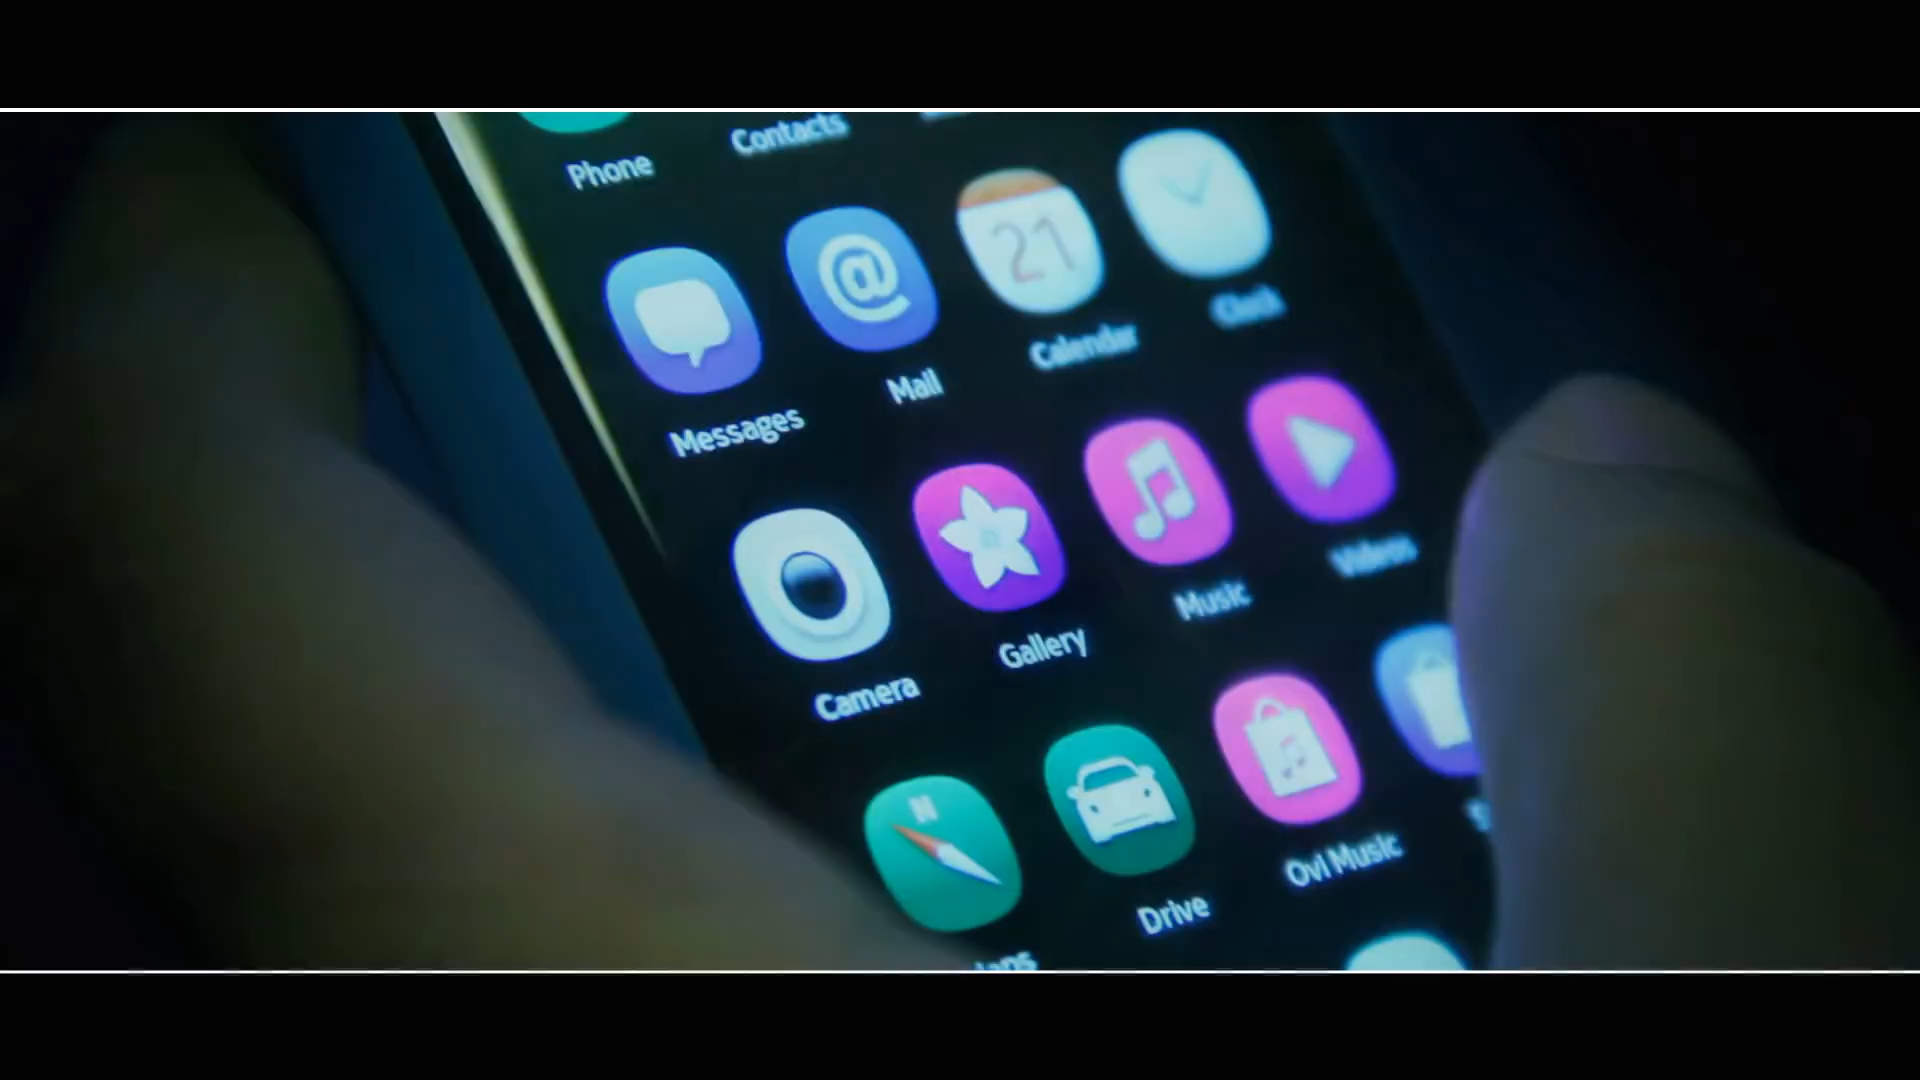 Phone
Contacts
21
Messages
Mail
Calendar
Clock
Camera
Gallery
Music
Videos
N
Drive
Ovi Music